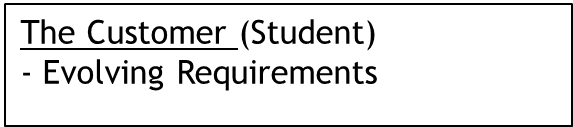 The Customer (Student)
- Evolving Requirements